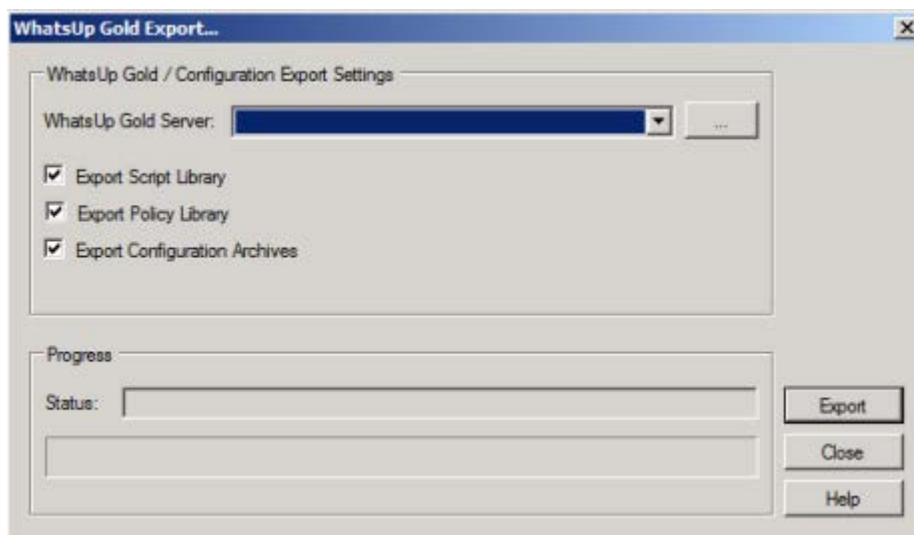 WhatsUp Gold Export...
WhatsUp Gold / Configuration Export Settings
WhatsUp Gold Server:
...
Export Script Library
Export Policy Library
Export Configuration Archives
Progress
Status:
Export
Close
Help